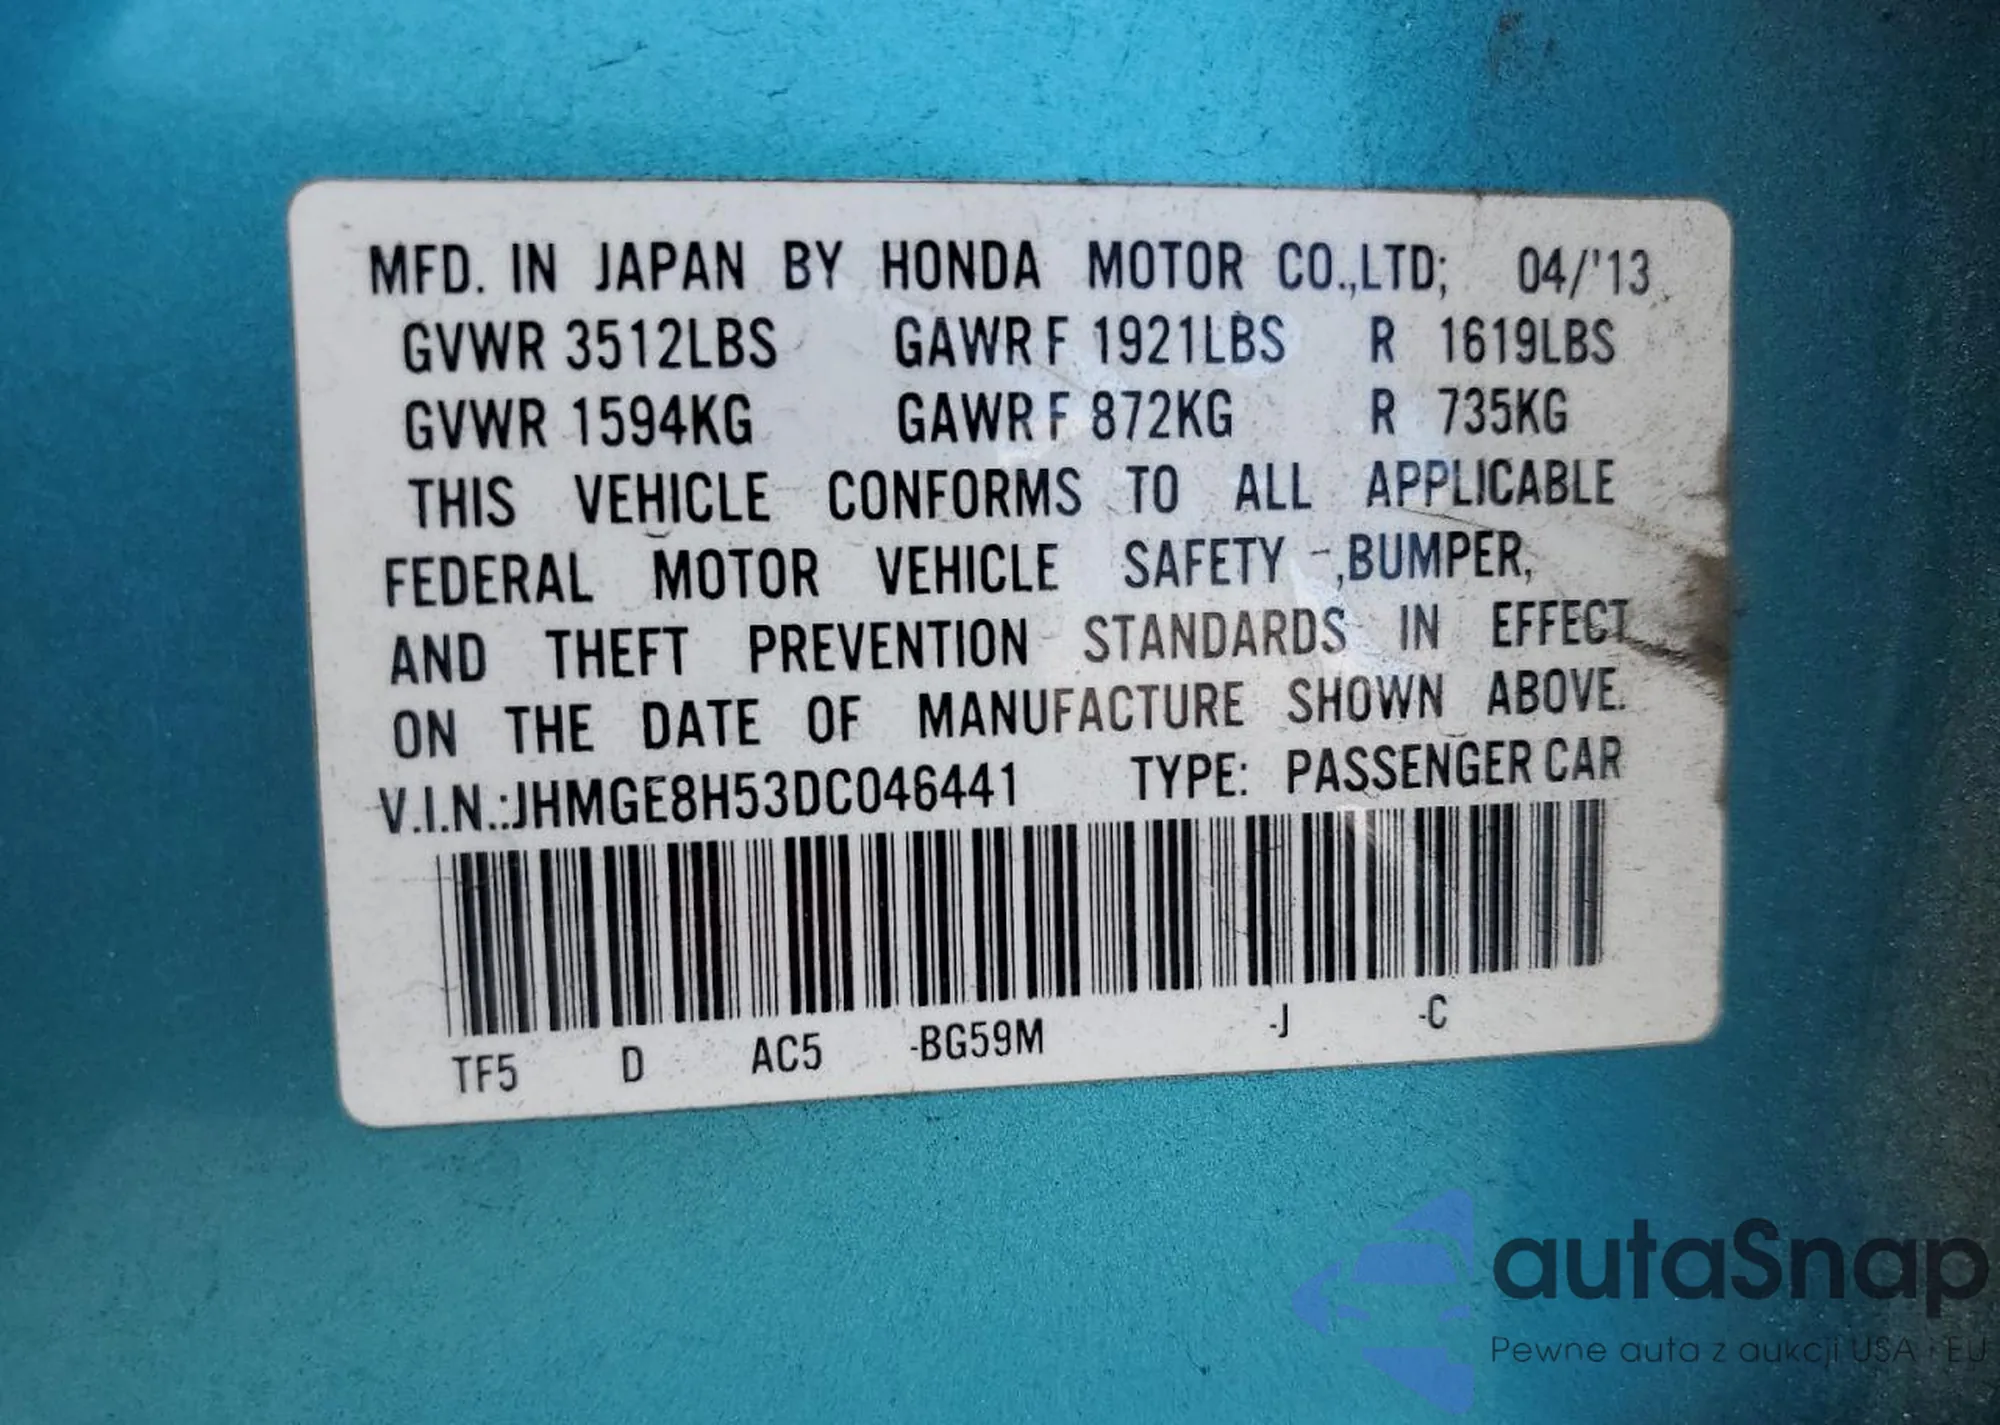 MFD. IN JAPAN BY HONDA MOTOR CO.,LTD; 04/'13
GVWR 3512LBS GAWR F 1921LBS R 1619LBS
GVWR 1594KG GAWR F 872KG R 735KG
THIS VEHICLE CONFORMS TO ALL APPLICABLE
FEDERAL MOTOR VEHICLE SAFETY ,BUMPER,
AND THEFT PREVENTION STANDARDS IN EFFECT
ON THE DATE OF MANUFACTURE SHOWN ABOVE.
V.I.N.:JHMGE8H53DC046441 TYPE: PASSENGER CAR
TF5 D AC5 -BG59M -J -C
autaSnap
Pewne auta z aukcji USA · EU